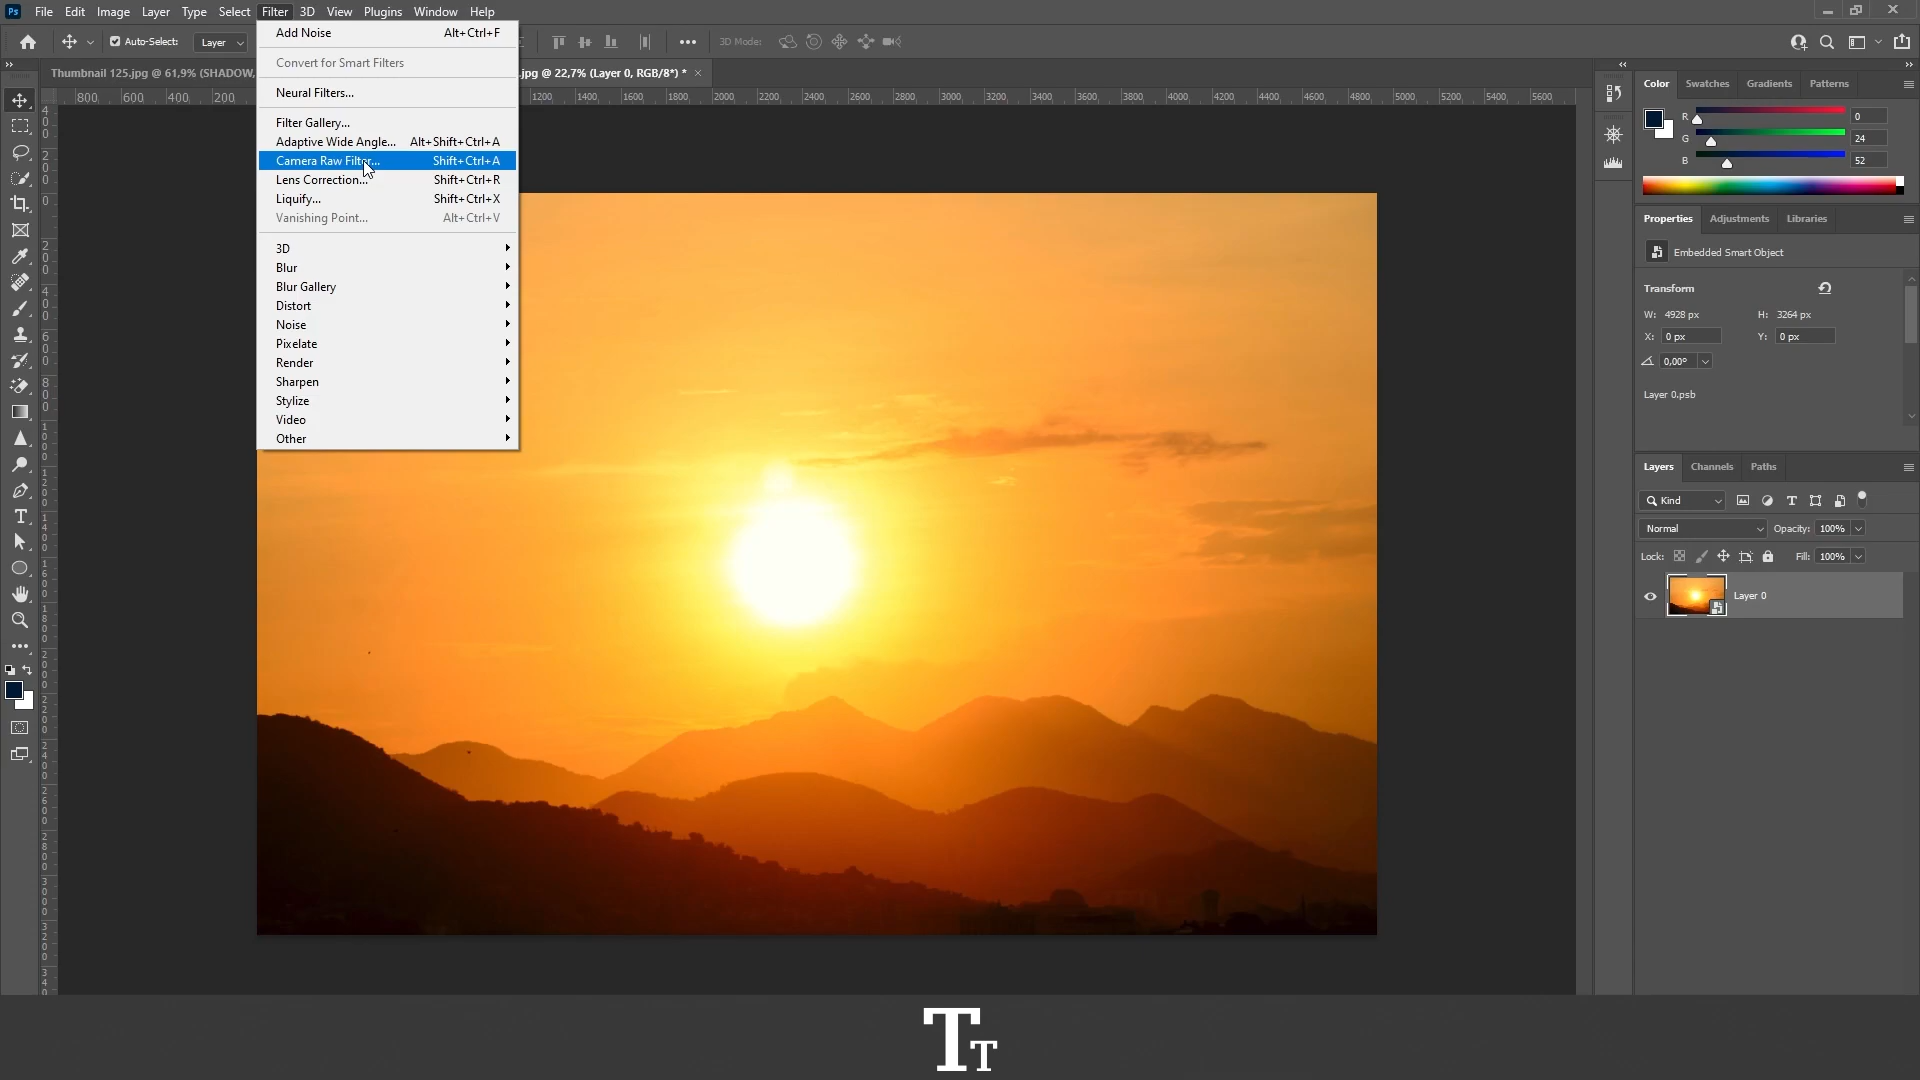 Ps File Edit Image Layer Type Select Filter 3D View Plugins Window Help
Auto-Select: Layer
3D Mode:
Thumbnail 125.jpg @ 61,9% (SHADOW,
.jpg @ 22,7% (Layer 0, RGB/8*) * ×
800 600 400 200
1200 1400 1600 1800 2000 2200 2400 2600 2800 3000 3200 3400 3600 3800 4000 4200 4400 4600 4800 5000 5200 5400 5600
Add Noise Alt+Ctrl+F
Convert for Smart Filters
Neural Filters...
Filter Gallery...
Adaptive Wide Angle... Alt+Shift+Ctrl+A
Camera Raw Filter... Shift+Ctrl+A
Lens Correction... Shift+Ctrl+R
Liquify... Shift+Ctrl+X
Vanishing Point... Alt+Ctrl+V
3D
Blur
Blur Gallery
Distort
Noise
Pixelate
Render
Sharpen
Stylize
Video
Other
Color Swatches Gradients Patterns
R 0
G 24
B 52
Properties Adjustments Libraries
Embedded Smart Object
Transform
W: 4928 px H: 3264 px
X: 0 px Y: 0 px
0,00°
Layer 0.psb
Layers Channels Paths
Kind
Normal Opacity: 100%
Lock: Fill: 100%
Layer 0
TT